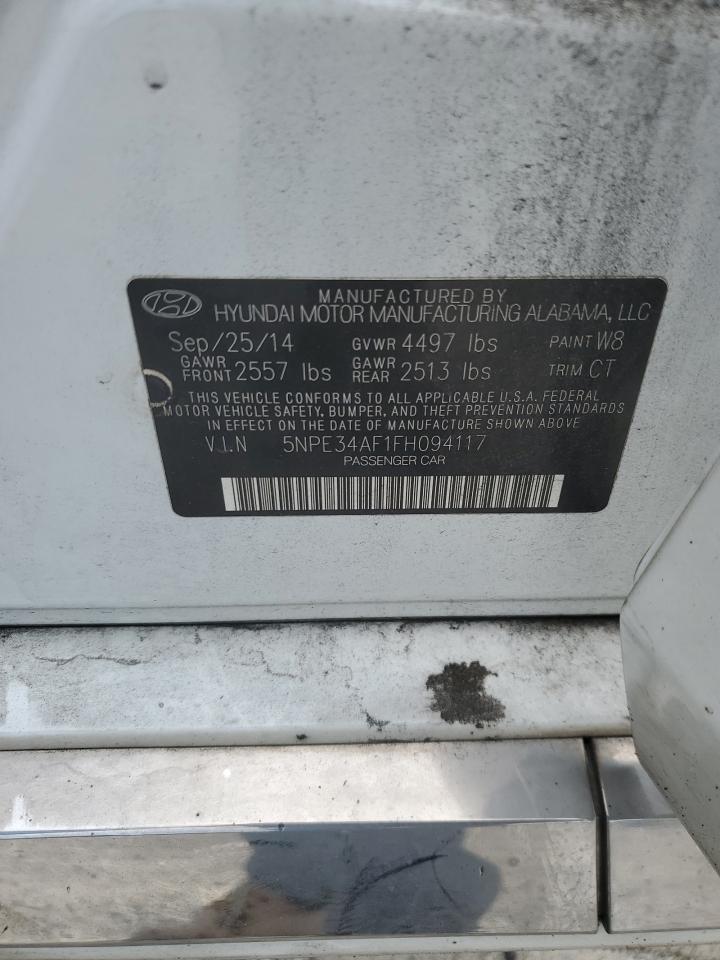 MANUFACTURED BY
HYUNDAI MOTOR MANUFACTURING ALABAMA, LLC
Sep/25/14 GVWR 4497 lbs PAINT W8
GAWR FRONT 2557 lbs GAWR REAR 2513 lbs TRIM CT
THIS VEHICLE CONFORMS TO ALL APPLICABLE U.S.A. FEDERAL
MOTOR VEHICLE SAFETY, BUMPER, AND THEFT PREVENTION STANDARDS
IN EFFECT ON THE DATE OF MANUFACTURE SHOWN ABOVE
V.I.N 5NPE34AF1FH094117
PASSENGER CAR